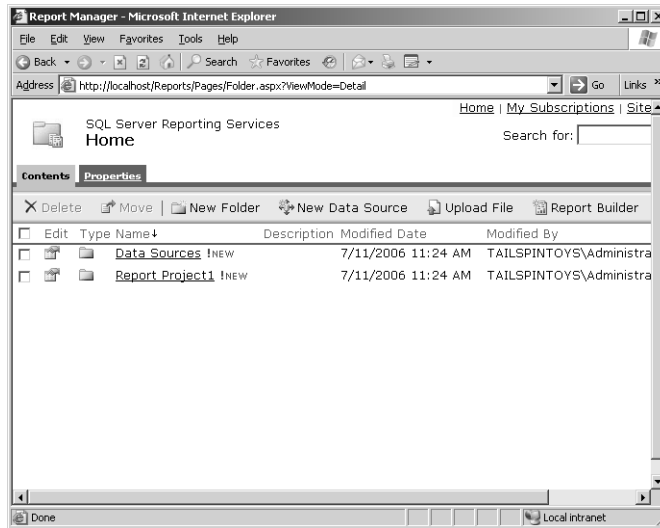 Report Manager - Microsoft Internet Explorer
File Edit View Favorites Tools Help
Back Search Favorites
Address http://localhost/Reports/Pages/Folder.aspx?ViewMode=Detail Go Links »
Home | My Subscriptions | Site
SQL Server Reporting Services
Home
Search for:
Contents Properties
Delete Move | New Folder New Data Source Upload File Report Builder
Edit Type Name↓ Description Modified Date Modified By
Data Sources !NEW 7/11/2006 11:24 AM TAILSPINTOYS\Administra
Report Project1 !NEW 7/11/2006 11:24 AM TAILSPINTOYS\Administra
Done Local intranet